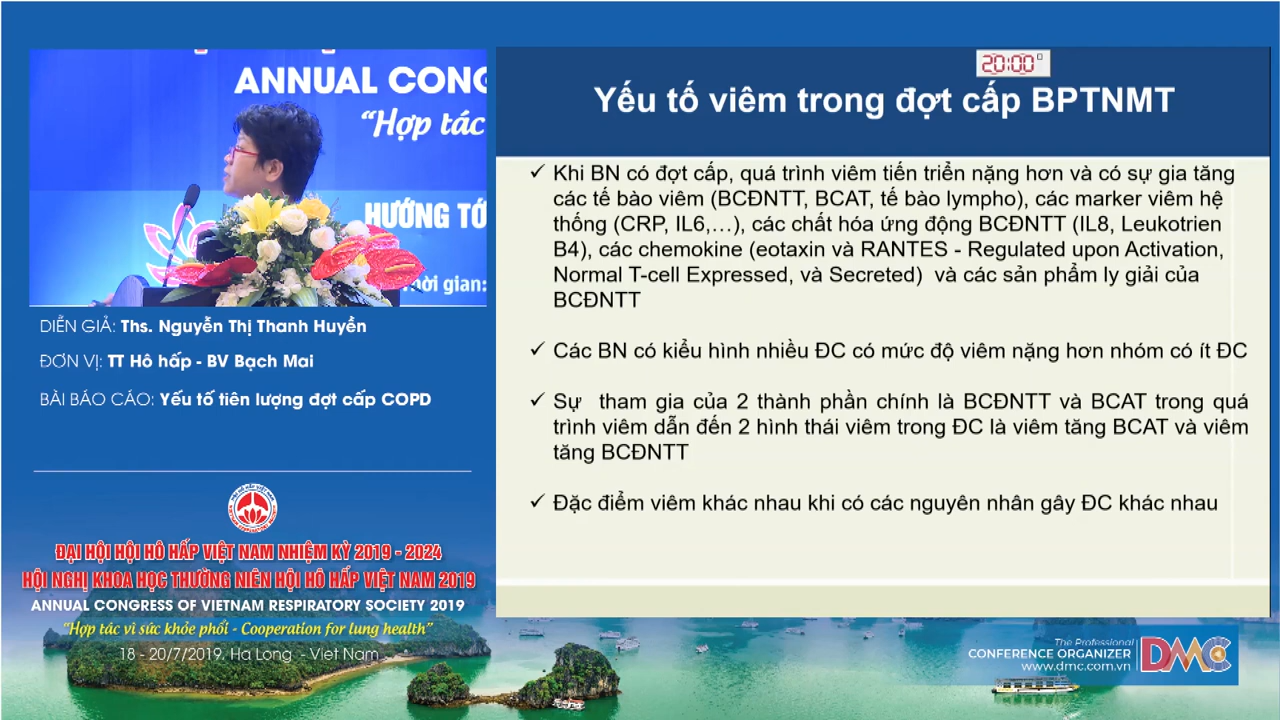 ANNUAL CONG
“Hợp tác
HƯỚNG TỚ
hời gian:
DIỄN GIẢ: Ths. Nguyễn Thị Thanh Huyền
ĐƠN VỊ: TT Hô hấp - BV Bạch Mai
BÀI BÁO CÁO: Yếu tố tiên lượng đợt cấp COPD
ĐẠI HỘI HỘI HÔ HẤP VIỆT NAM NHIỆM KỲ 2019 - 2024
HỘI NGHỊ KHOA HỌC THƯỜNG NIÊN HỘI HÔ HẤP VIỆT NAM 2019
ANNUAL CONGRESS OF VIETNAM RESPIRATORY SOCIETY 2019
“Hợp tác vì sức khỏe phổi - Cooperation for lung health”
18 - 20/7/2019. Ha Long - Viet Nam
20:00
Yếu tố viêm trong đợt cấp BPTNMT
✓ Khi BN có đợt cấp, quá trình viêm tiến triển nặng hơn và có sự gia tăng
các tế bào viêm (BCĐNTT, BCAT, tế bào lympho), các marker viêm hệ
thống (CRP, IL6,…), các chất hóa ứng động BCĐNTT (IL8, Leukotrien
B4), các chemokine (eotaxin và RANTES - Regulated upon Activation,
Normal T-cell Expressed, và Secreted) và các sản phẩm ly giải của
BCĐNTT
✓ Các BN có kiểu hình nhiều ĐC có mức độ viêm nặng hơn nhóm có ít ĐC
✓ Sự tham gia của 2 thành phần chính là BCĐNTT và BCAT trong quá
trình viêm dẫn đến 2 hình thái viêm trong ĐC là viêm tăng BCAT và viêm
tăng BCĐNTT
✓ Đặc điểm viêm khác nhau khi có các nguyên nhân gây ĐC khác nhau
The Professional
CONFERENCE ORGANIZER
www.dmc.com.vn
DMC